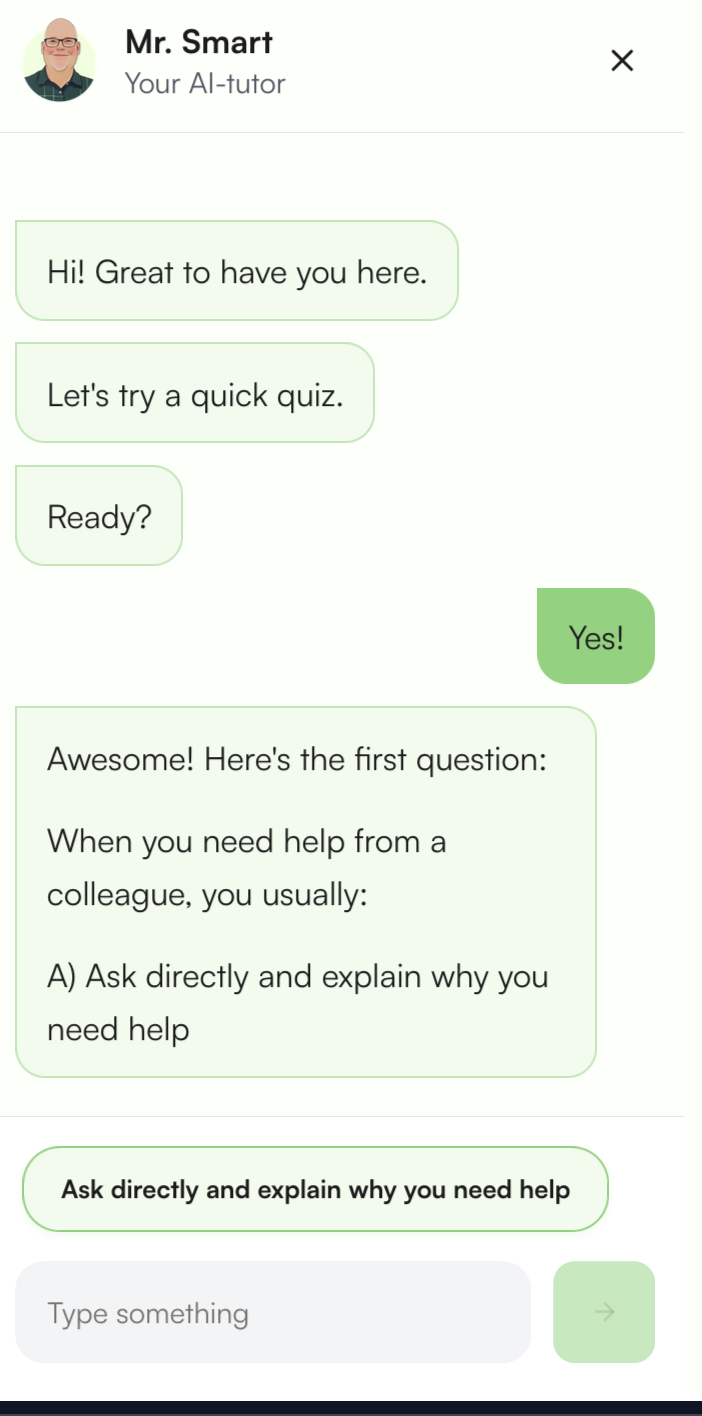 Mr. Smart
Your AI-tutor
Hi! Great to have you here.
Let's try a quick quiz.
Ready?
Yes!
Awesome! Here's the first question:
When you need help from a
colleague, you usually:
A) Ask directly and explain why you
need help
Ask directly and explain why you need help
Type something